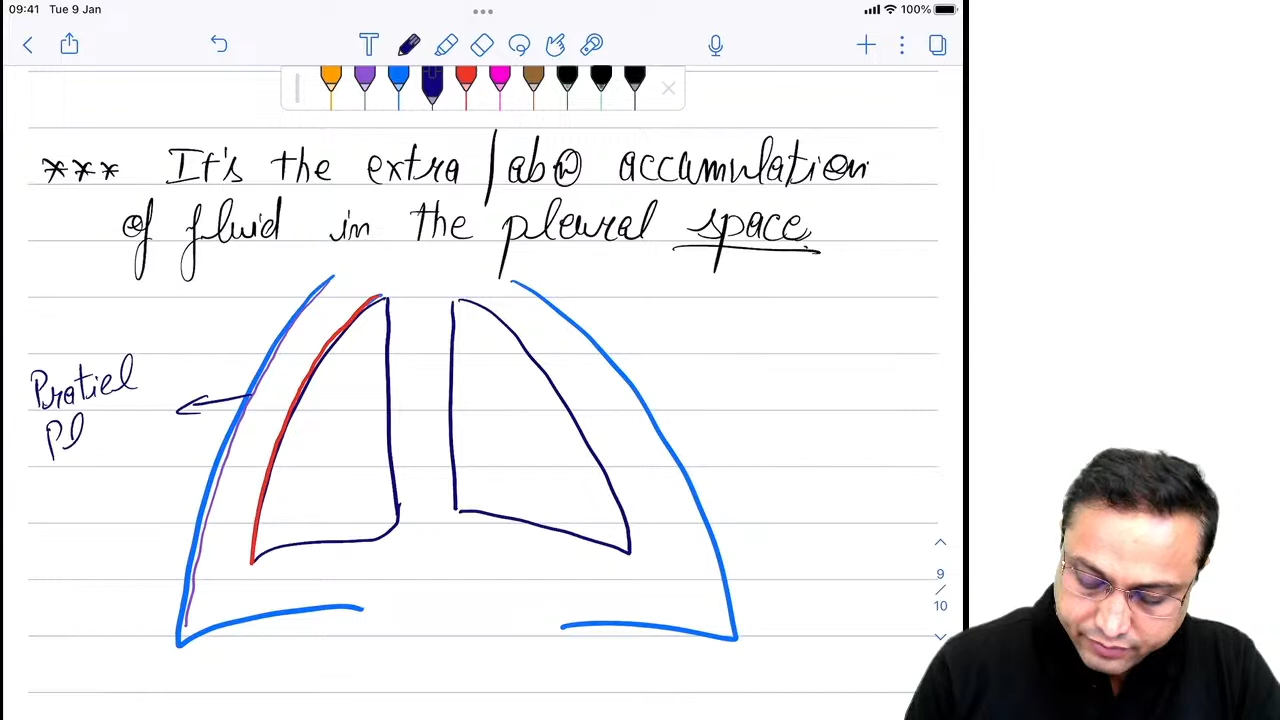 09:41 Tue 9 Jan
100%
T
*** It's the extra / abⓝ accumulation
of fluid in the pleural space.
Pratiel
Pl
9
/
10